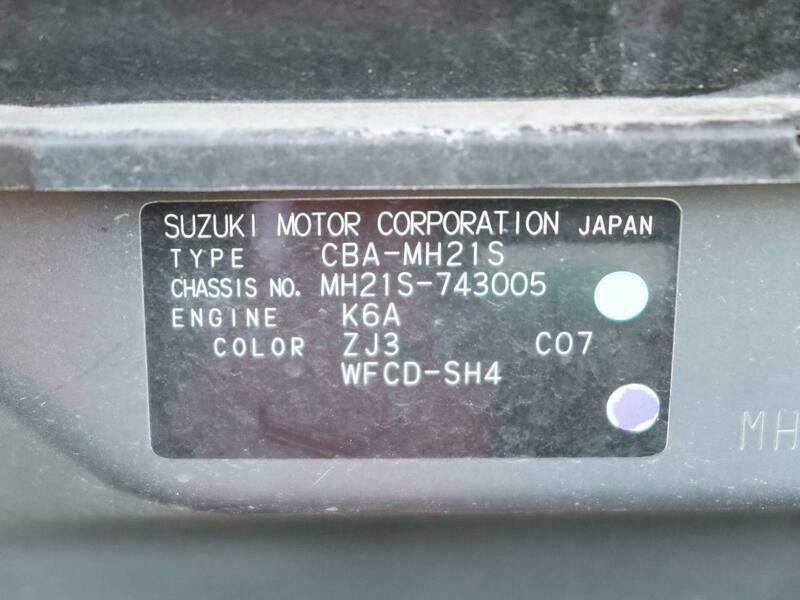 SUZUKI MOTOR CORPORATION JAPAN
TYPE CBA-MH21S
CHASSIS NO. MH21S-743005
ENGINE K6A
COLOR ZJ3 C07
WFCD-SH4
MH